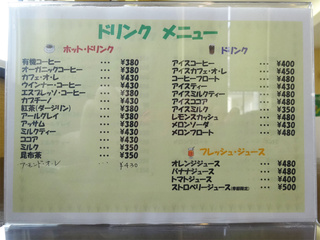 ドリンク メニュー
ホット・ドリンク
有機コーヒー ・・・ ¥380
オーガニックコーヒー ・・・ ¥380
カフェ・オ・レ ・・・ ¥430
ウインナー・コーヒー ・・・ ¥430
エスプレッソ・コーヒー ・・・ ¥380
カプチーノ ・・・ ¥430
紅茶(ダージリン) ・・・ ¥380
アールグレイ ・・・ ¥380
アッサム ・・・ ¥380
ミルクティー ・・・ ¥430
ココア ・・・ ¥430
ミルク ・・・ ¥350
昆布茶 ・・・ ¥350
¥430
ドリンク
アイスコーヒー ・・・ ¥400
アイスカフェ・オ・レ ・・・ ¥450
コーヒーフロート ・・・ ¥480
アイスティー ・・・ ¥430
アイスミルクティー ・・・ ¥480
アイスココア ・・・ ¥480
アイスミルク ・・・ ¥350
レモンスカッシュ ・・・ ¥480
メロンソーダ ・・・ ¥430
メロンフロート ・・・ ¥480
フレッシュ・ジュース
オレンジジュース ・・・ ¥480
バナナジュース ・・・ ¥480
トマトジュース ・・・ ¥400
ストロベリージュース ・・・ ¥500